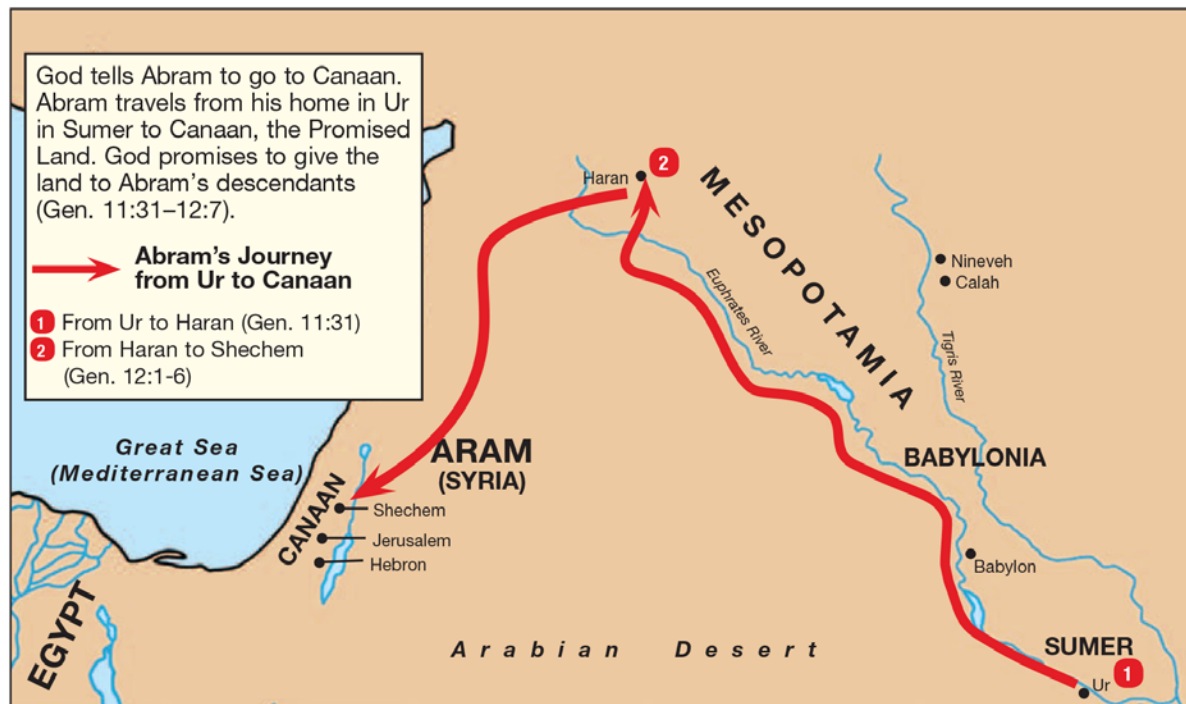 God tells Abram to go to Canaan.
Abram travels from his home in Ur
in Sumer to Canaan, the Promised
Land. God promises to give the
land to Abram's descendants
(Gen. 11:31–12:7).
Abram's Journey
from Ur to Canaan
1 From Ur to Haran (Gen. 11:31)
2 From Haran to Shechem
(Gen. 12:1-6)
Haran
2
MESOPOTAMIA
Nineveh
Calah
Euphrates River
Tigris River
Great Sea
(Mediterranean Sea)
ARAM
(SYRIA)
BABYLONIA
CANAAN
Shechem
Jerusalem
Hebron
Babylon
EGYPT
Arabian Desert
SUMER
Ur
1